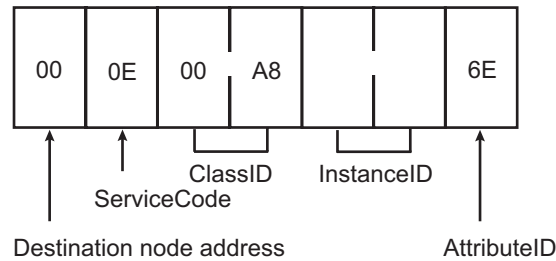 00 0E 00 A8 6E
ClassID InstanceID
ServiceCode
Destination node address AttributeID